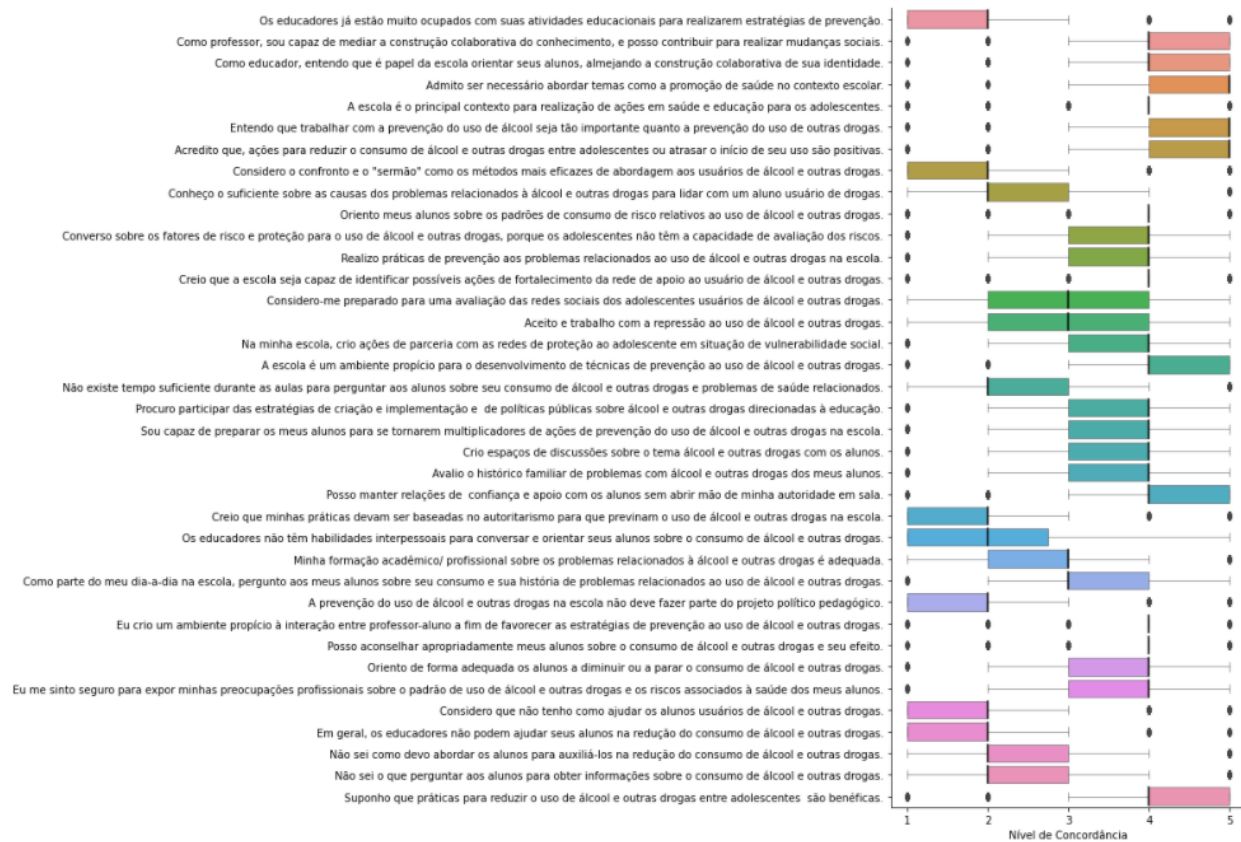 Os educadores já estão muito ocupados com suas atividades educacionais para realizarem estratégias de prevenção.
Como professor, sou capaz de mediar a construção colaborativa do conhecimento, e posso contribuir para realizar mudanças sociais.
Como educador, entendo que é papel da escola orientar seus alunos, almejando a construção colaborativa de sua identidade.
Admito ser necessário abordar temas como a promoção de saúde no contexto escolar.
A escola é o principal contexto para realização de ações em saúde e educação para os adolescentes.
Entendo que trabalhar com a prevenção do uso de álcool seja tão importante quanto a prevenção do uso de outras drogas.
Acredito que, ações para reduzir o consumo de álcool e outras drogas entre adolescentes ou atrasar o início de seu uso são positivas.
Considero o confronto e o "sermão" como os métodos mais eficazes de abordagem aos usuários de álcool e outras drogas.
Conheço o suficiente sobre as causas dos problemas relacionados à álcool e outras drogas para lidar com um aluno usuário de drogas.
Oriento meus alunos sobre os padrões de consumo de risco relativos ao uso de álcool e outras drogas.
Converso sobre os fatores de risco e proteção para o uso de álcool e outras drogas, porque os adolescentes não têm a capacidade de avaliação dos riscos.
Realizo práticas de prevenção aos problemas relacionados ao uso de álcool e outras drogas na escola.
Creio que a escola seja capaz de identificar possíveis ações de fortalecimento da rede de apoio ao usuário de álcool e outras drogas.
Considero-me preparado para uma avaliação das redes sociais dos adolescentes usuários de álcool e outras drogas.
Aceito e trabalho com a repressão ao uso de álcool e outras drogas.
Na minha escola, crio ações de parceria com as redes de proteção ao adolescente em situação de vulnerabilidade social.
A escola é um ambiente propício para o desenvolvimento de técnicas de prevenção ao uso de álcool e outras drogas.
Não existe tempo suficiente durante as aulas para perguntar aos alunos sobre seu consumo de álcool e outras drogas e problemas de saúde relacionados.
Procuro participar das estratégias de criação e implementação e de políticas públicas sobre álcool e outras drogas direcionadas à educação.
Sou capaz de preparar os meus alunos para se tornarem multiplicadores de ações de prevenção do uso de álcool e outras drogas na escola.
Crio espaços de discussões sobre o tema álcool e outras drogas com os alunos.
Avalio o histórico familiar de problemas com álcool e outras drogas dos meus alunos.
Posso manter relações de confiança e apoio com os alunos sem abrir mão de minha autoridade em sala.
Creio que minhas práticas devam ser baseadas no autoritarismo para que previnam o uso de álcool e outras drogas na escola.
Os educadores não têm habilidades interpessoais para conversar e orientar seus alunos sobre o consumo de álcool e outras drogas.
Minha formação acadêmico/ profissional sobre os problemas relacionados à álcool e outras drogas é adequada.
Como parte do meu dia-a-dia na escola, pergunto aos meus alunos sobre seu consumo e sua história de problemas relacionados ao uso de álcool e outras drogas.
A prevenção do uso de álcool e outras drogas na escola não deve fazer parte do projeto político pedagógico.
Eu crio um ambiente propício à interação entre professor-aluno a fim de favorecer as estratégias de prevenção ao uso de álcool e outras drogas.
Posso aconselhar apropriadamente meus alunos sobre o consumo de álcool e outras drogas e seu efeito.
Oriento de forma adequada os alunos a diminuir ou a parar o consumo de álcool e outras drogas.
Eu me sinto seguro para expor minhas preocupações profissionais sobre o padrão de uso de álcool e outras drogas e os riscos associados à saúde dos meus alunos.
Considero que não tenho como ajudar os alunos usuários de álcool e outras drogas.
Em geral, os educadores não podem ajudar seus alunos na redução do consumo de álcool e outras drogas.
Não sei como devo abordar os alunos para auxiliá-los na redução do consumo de álcool e outras drogas.
Não sei o que perguntar aos alunos para obter informações sobre o consumo de álcool e outras drogas.
Suponho que práticas para reduzir o uso de álcool e outras drogas entre adolescentes são benéficas.
1 2 3 4 5
Nível de Concordância